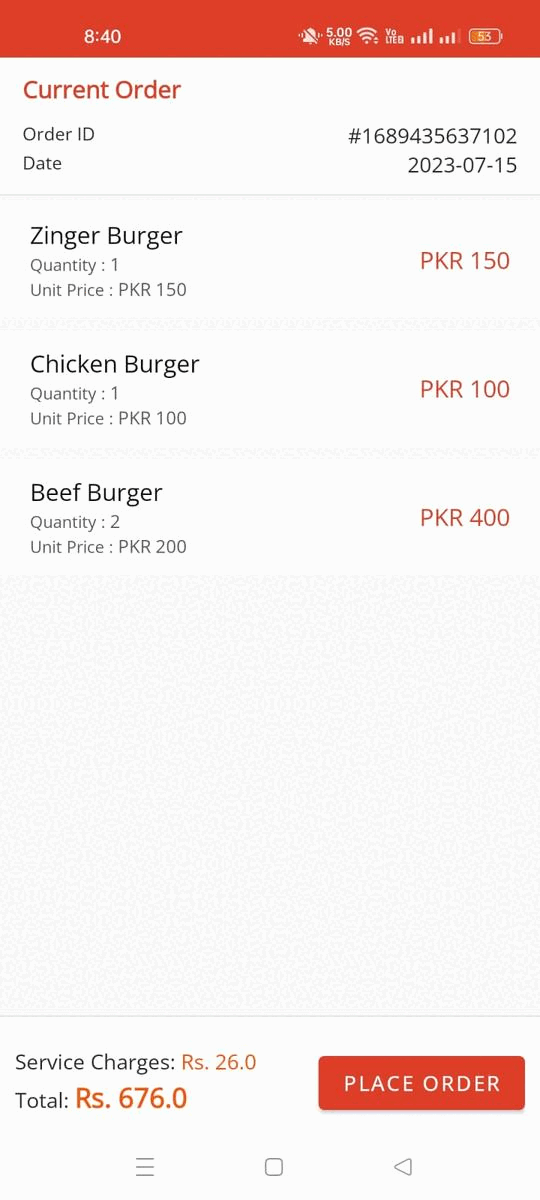 8:40 5.00 KB/S Vo LTE 53
Current Order
Order ID #1689435637102
Date 2023-07-15
Zinger Burger
Quantity : 1 PKR 150
Unit Price : PKR 150
Chicken Burger
Quantity : 1 PKR 100
Unit Price : PKR 100
Beef Burger
Quantity : 2 PKR 400
Unit Price : PKR 200
Service Charges: Rs. 26.0
Total: Rs. 676.0
PLACE ORDER